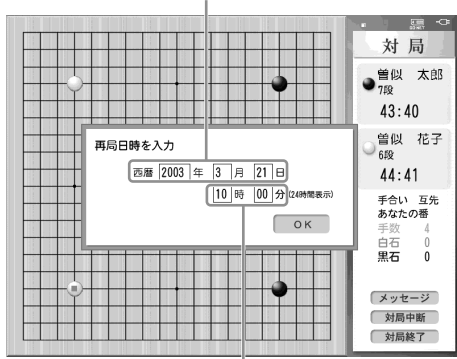 対局
曽似 太郎
7段
43:40
曽似 花子
6段
44:41
手合い 互先
あなたの番
手数 4
白石 0
黒石 0
メッセージ
対局中断
対局終了
再局日時を入力
西暦 2003 年 3 月 21 日
10 時 00 分 (24時間表示)
OK